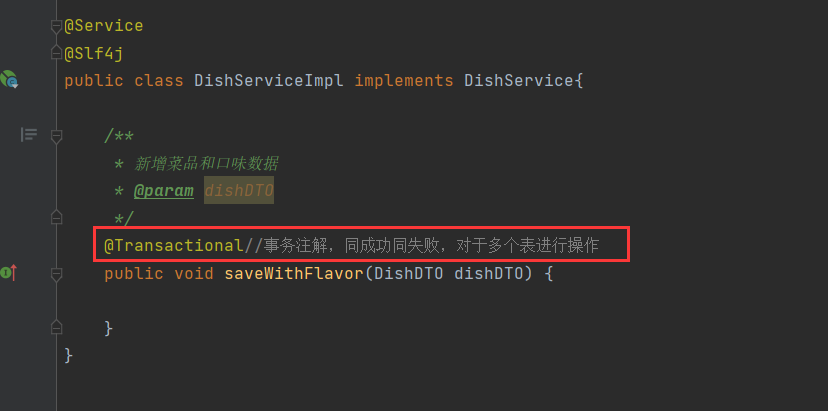 @Service
@Slf4j
public class DishServiceImpl implements DishService{
/**
* 新增菜品和口味数据
* @param dishDTO
*/
@Transactional//事务注解，同成功同失败，对于多个表进行操作
public void saveWithFlavor(DishDTO dishDTO) {
}
}